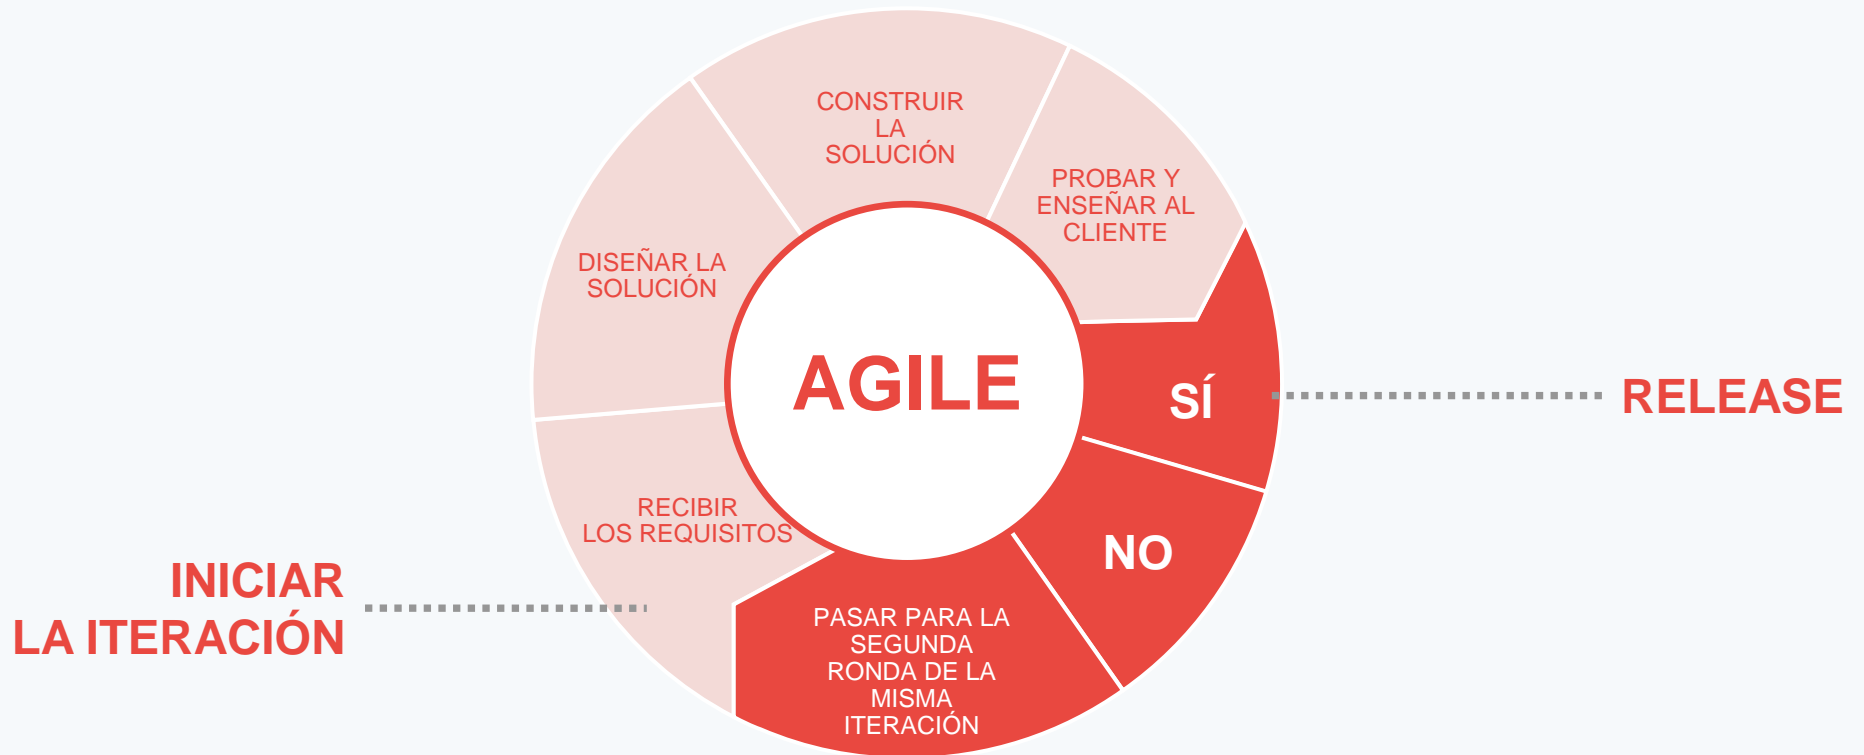 CONSTRUIR
LA
SOLUCIÓN
PROBAR Y
ENSEÑAR AL
CLIENTE
DISEÑAR LA
SOLUCIÓN
AGILE
SÍ
RELEASE
RECIBIR
LOS REQUISITOS
NO
INICIAR
LA ITERACIÓN
PASAR PARA LA
SEGUNDA
RONDA DE LA
MISMA
ITERACIÓN